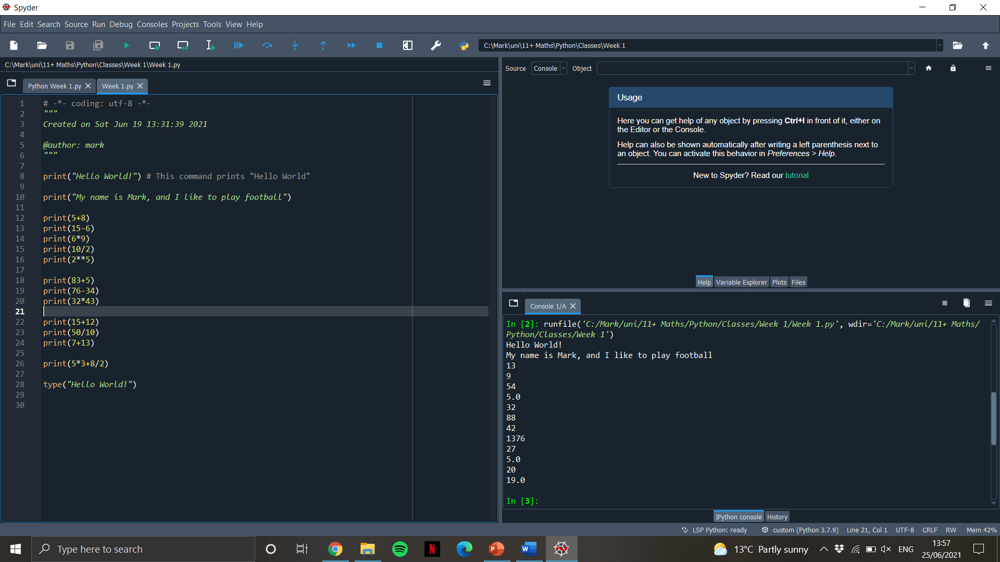 Spyder
File Edit Search Source Run Debug Consoles Projects Tools View Help
C:\Mark\uni\11+ Maths\Python\Classes\Week 1
C:\Mark\uni\11+ Maths\Python\Classes\Week 1\Week 1.py
Python Week 1.py
Week 1.py
1 # -*- coding: utf-8 -*-
2 """
3 Created on Sat Jun 19 13:31:39 2021
4
5 @author: mark
6 """
7
8 print("Hello World!") # This command prints "Hello World"
9
10 print("My name is Mark, and I like to play football")
11
12 print(5+8)
13 print(15-6)
14 print(6*9)
15 print(10/2)
16 print(2**5)
17
18 print(83+5)
19 print(76-34)
20 print(32*43)
21
22 print(15+12)
23 print(50/10)
24 print(7+13)
25
26 print(5*3+8/2)
27
28 type("Hello World!")
29
30
Source Console Object
Usage
Here you can get help of any object by pressing Ctrl+I in front of it, either on
the Editor or the Console.
Help can also be shown automatically after writing a left parenthesis next to
an object. You can activate this behavior in Preferences > Help.
New to Spyder? Read our tutorial
Help Variable Explorer Plots Files
Console 1/A
In [2]: runfile('C:/Mark/uni/11+ Maths/Python/Classes/Week 1/Week 1.py', wdir='C:/Mark/uni/11+ Maths/
Python/Classes/Week 1')
Hello World!
My name is Mark, and I like to play football
13
9
54
5.0
32
88
42
1376
27
5.0
20
19.0
In [3]:
IPython console History
LSP Python: ready custom (Python 3.7.9) Line 21, Col 1 UTF-8 CRLF RW Mem 42%
Type here to search
N
P
W
13°C Partly sunny
ENG
13:57
25/06/2021